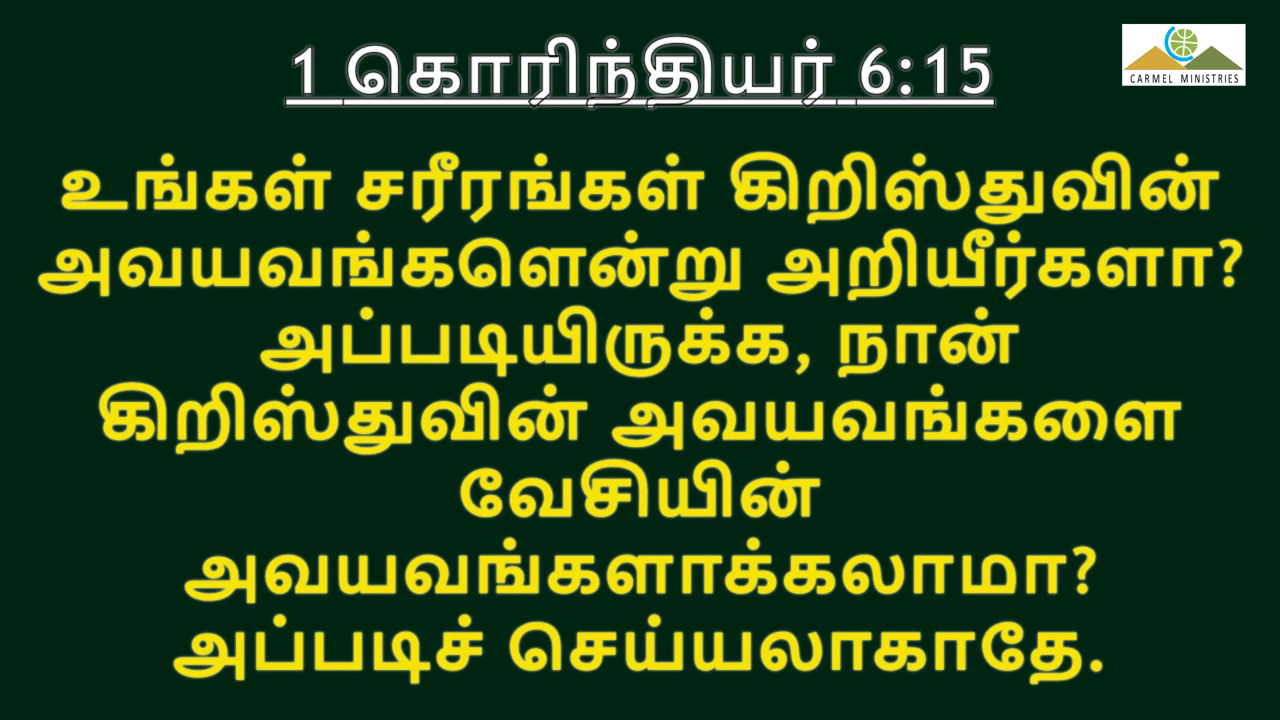 1 கொரிந்தியர் 6:15
CARMEL MINISTRIES
உங்கள் சரீரங்கள் கிறிஸ்துவின்
அவயவங்களென்று அறியீர்களா?
அப்படியிருக்க, நான்
கிறிஸ்துவின் அவயவங்களை
வேசியின்
அவயவங்களாக்கலாமா?
அப்படிச் செய்யலாகாதே.